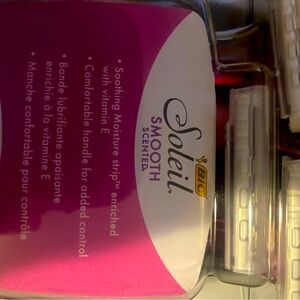 BIC
Soleil
SMOOTH
SCENTED
• Soothing Moisture strip™ enriched
with vitamin E
• Comfortable handle for added control
• Bande lubrifiante apaisante
enrichie à la vitamine E
• Manche confortable pour contrôle